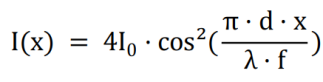 I(x) = 4I₀ · cos²(π · d · x / λ · f)